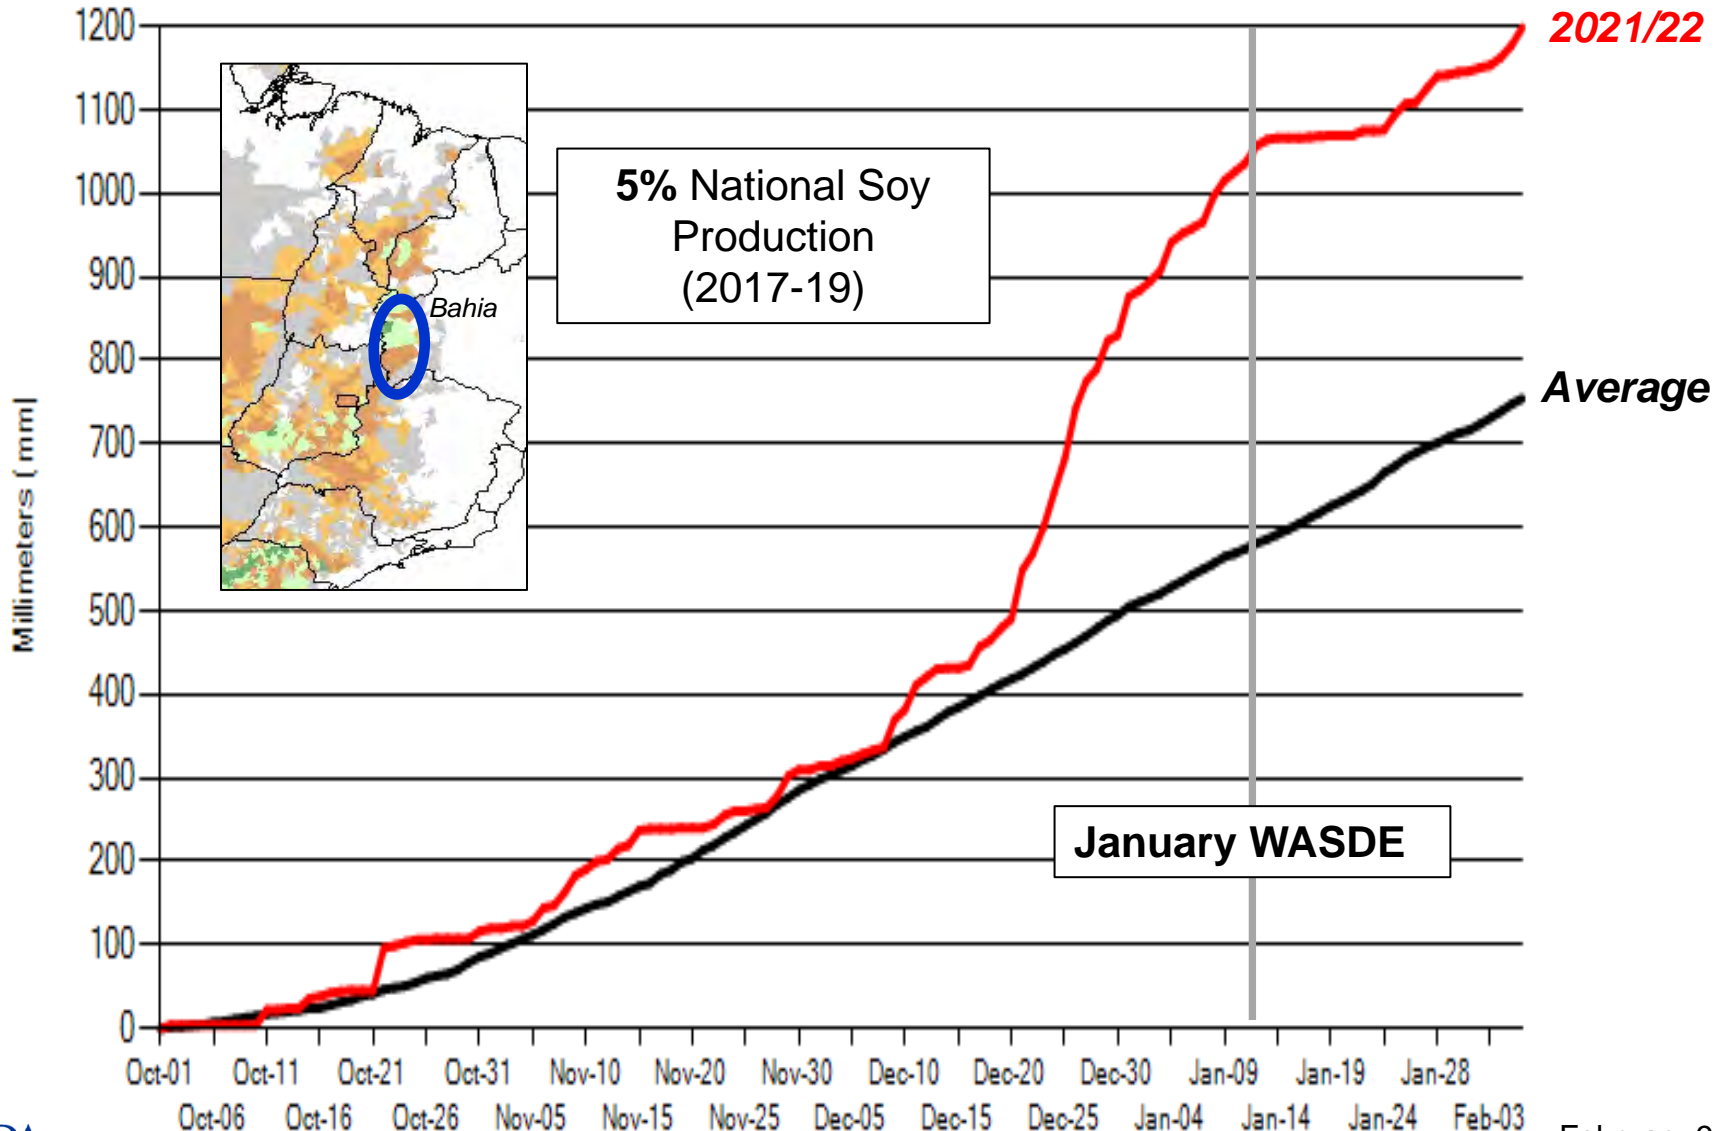 2021/22
1200
1100
1000
900
800
700
600
500
400
300
200
100
0
Millimeters (mm)
5% National Soy
Production
(2017-19)
Bahia
Average
January WASDE
Oct-01 Oct-11 Oct-21 Oct-31 Nov-10 Nov-20 Nov-30 Dec-10 Dec-20 Dec-30 Jan-09 Jan-19 Jan-28
Oct-06 Oct-16 Oct-26 Nov-05 Nov-15 Nov-25 Dec-05 Dec-15 Dec-25 Jan-04 Jan-14 Jan-24 Feb-03